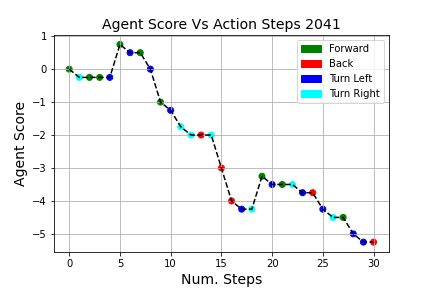 Agent Score Vs Action Steps 2041
Forward
Back
Turn Left
Turn Right
1
0
−1
−2
−3
−4
−5
Agent Score
0 5 10 15 20 25 30
Num. Steps